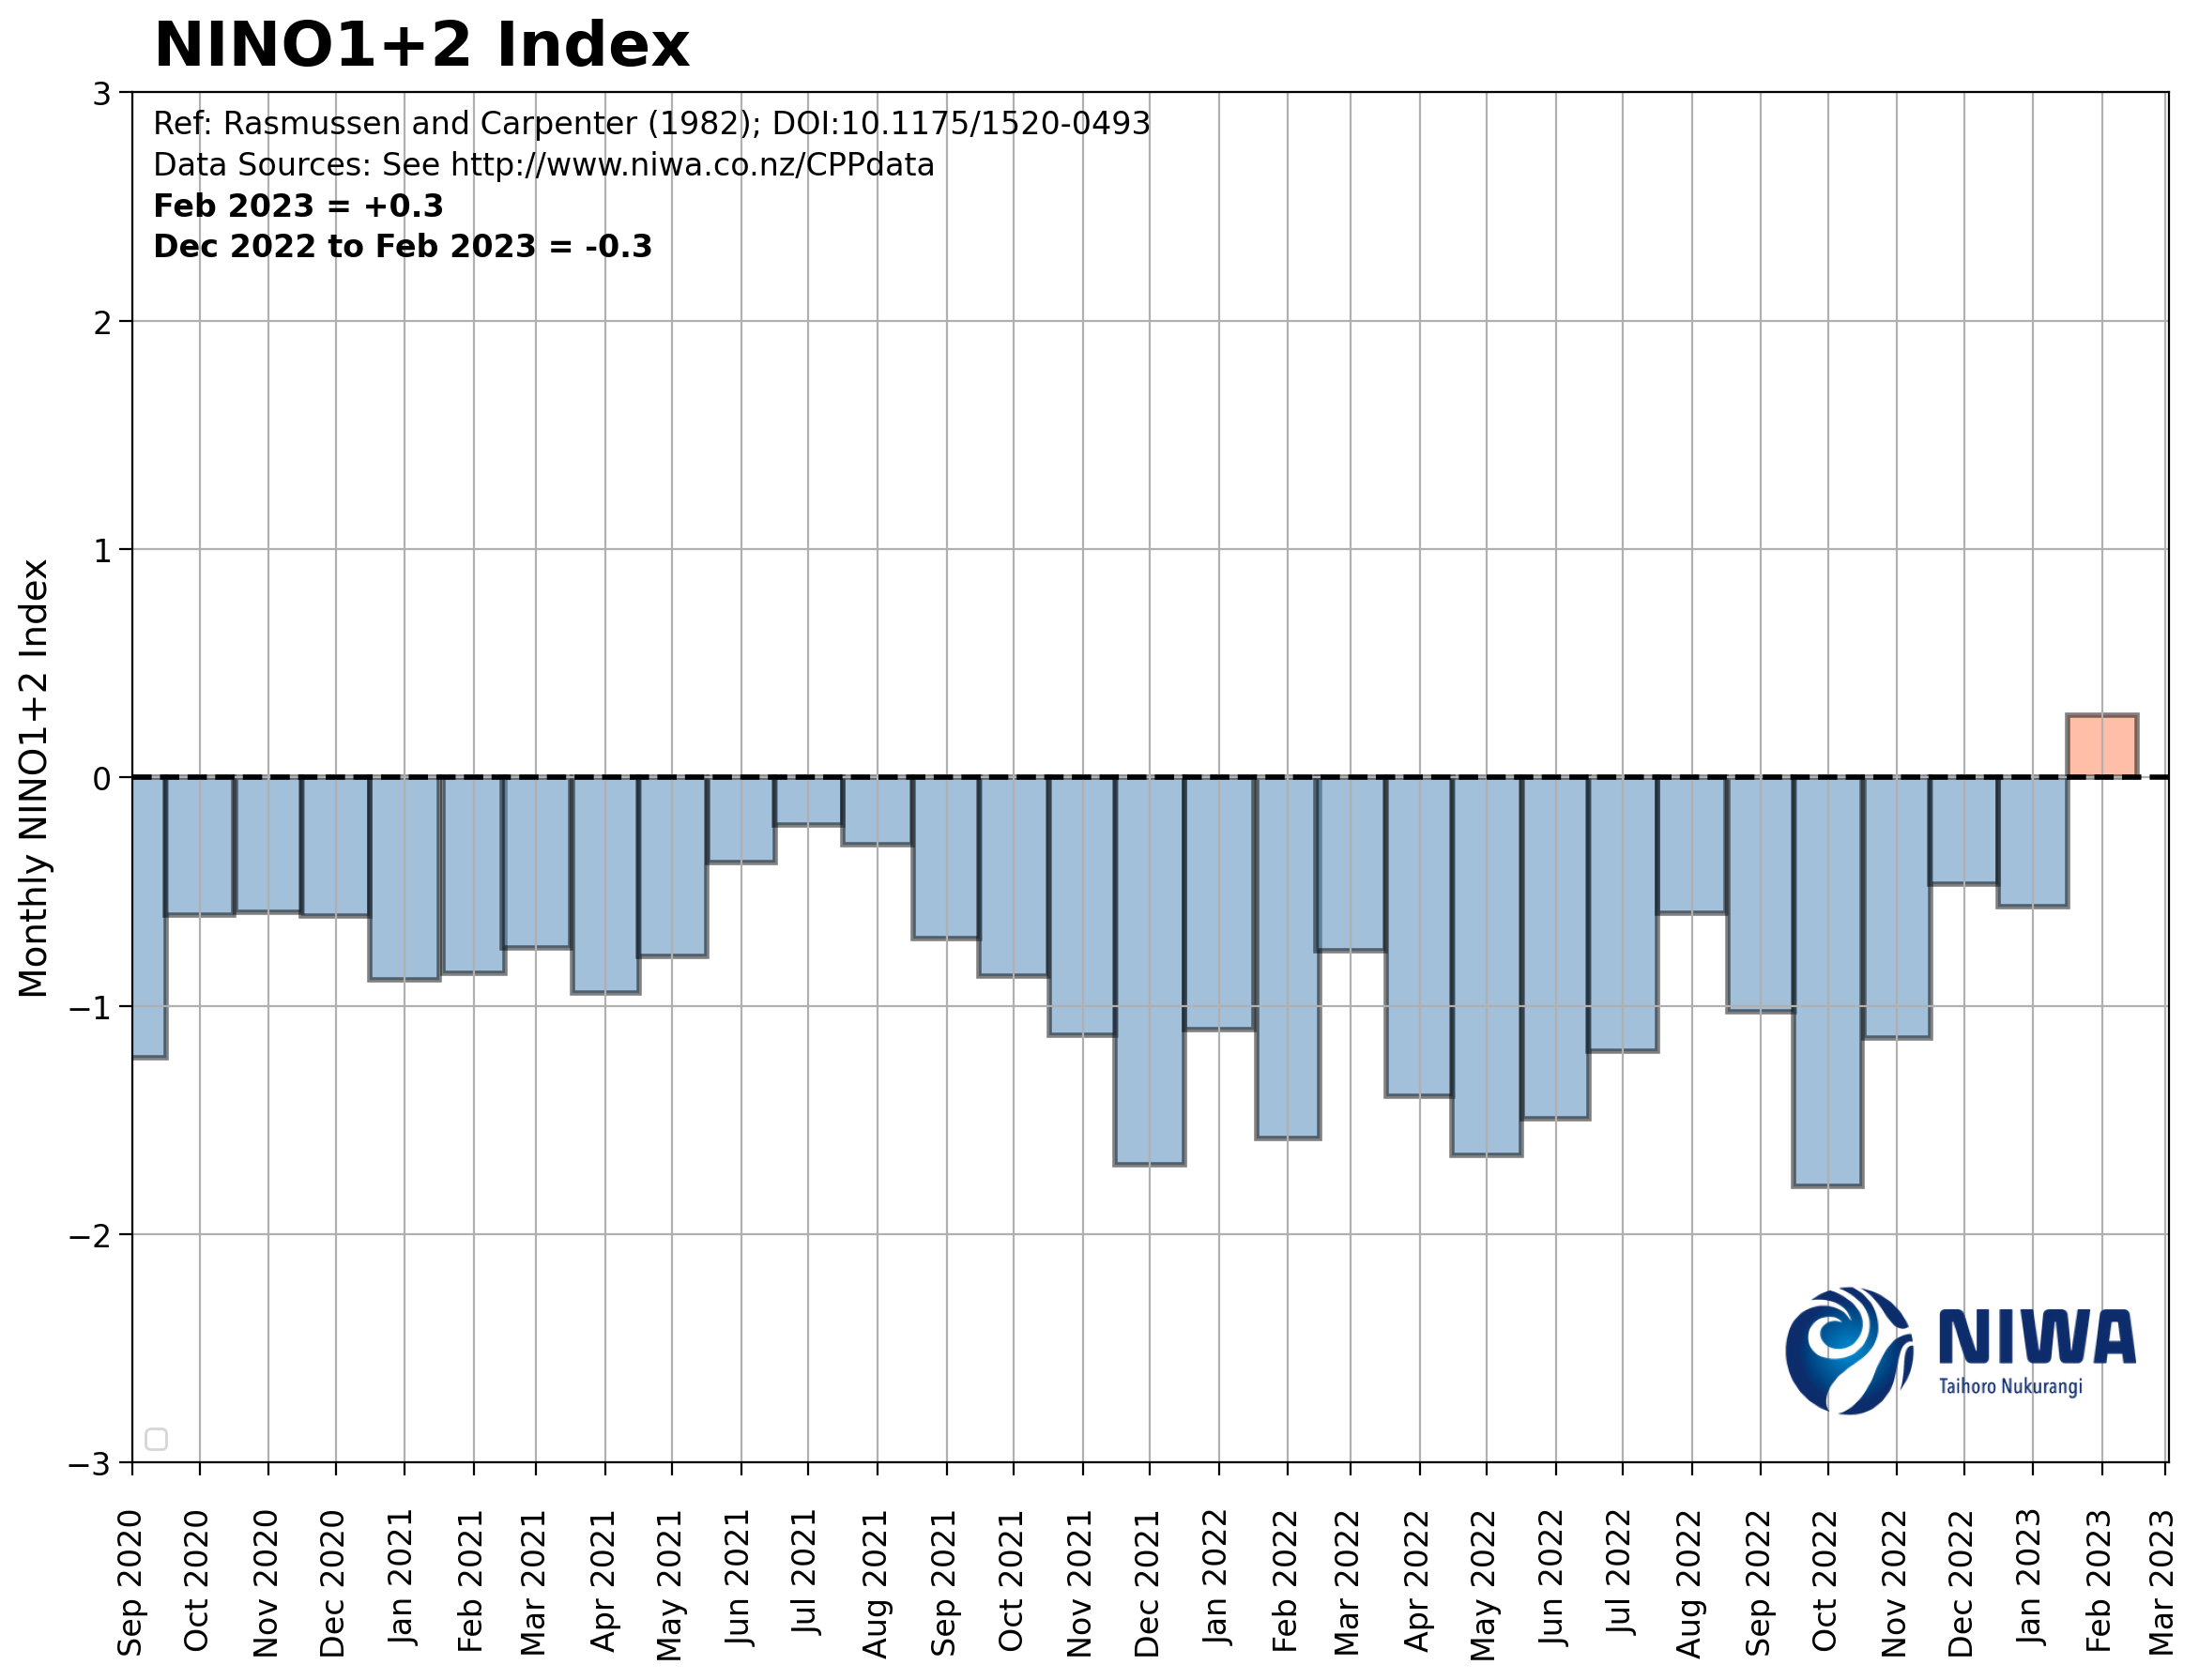 NINO1+2 Index
Ref: Rasmussen and Carpenter (1982); DOI:10.1175/1520-0493
Data Sources: See http://www.niwa.co.nz/CPPdata
Feb 2023 = +0.3
Dec 2022 to Feb 2023 = -0.3
Monthly NINO1+2 Index
3
2
1
0
−1
−2
−3
NIWA
Taihoro Nukurangi
Sep 2020
Oct 2020
Nov 2020
Dec 2020
Jan 2021
Feb 2021
Mar 2021
Apr 2021
May 2021
Jun 2021
Jul 2021
Aug 2021
Sep 2021
Oct 2021
Nov 2021
Dec 2021
Jan 2022
Feb 2022
Mar 2022
Apr 2022
May 2022
Jun 2022
Jul 2022
Aug 2022
Sep 2022
Oct 2022
Nov 2022
Dec 2022
Jan 2023
Feb 2023
Mar 2023